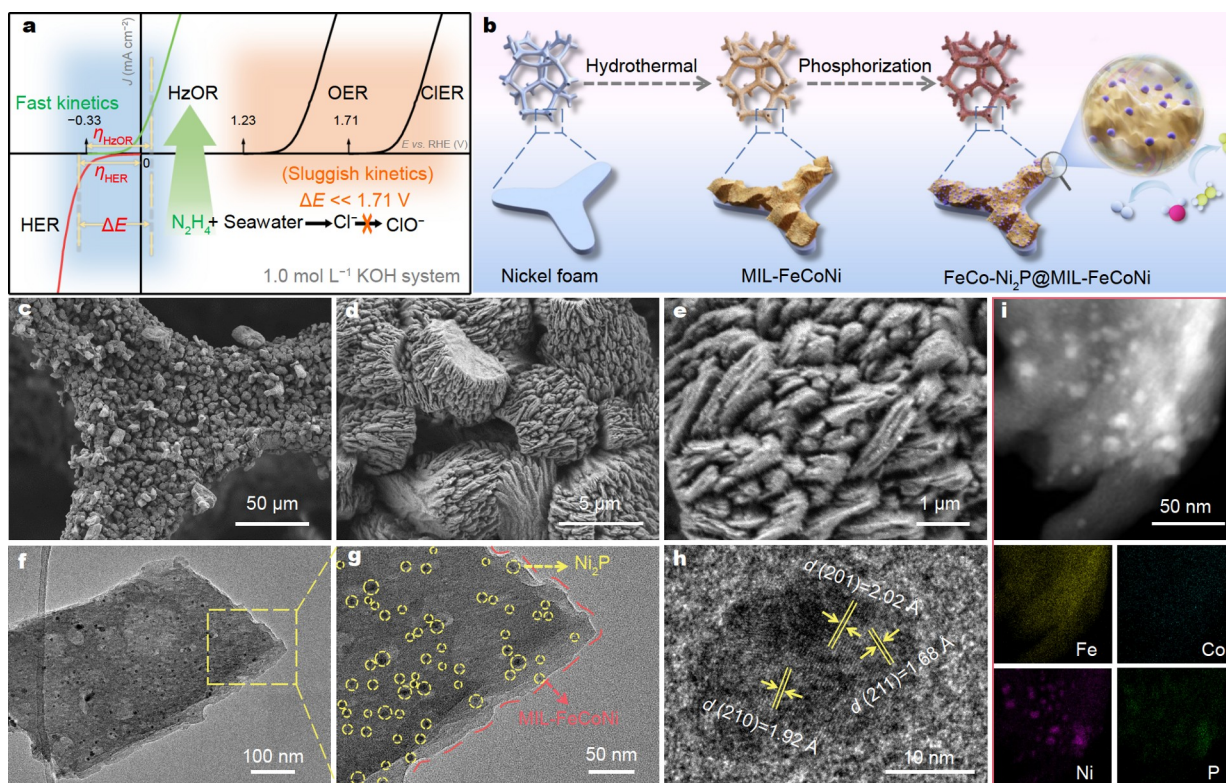 a
J (mA cm⁻²)
Fast kinetics
HzOR
OER
ClER
−0.33
1.23
1.71
η_HzOR
E vs. RHE (V)
0
η_HER
(Sluggish kinetics)
ΔE << 1.71 V
HER
ΔE
N₂H₄+ Seawater → Cl⁻ → ClO⁻
1.0 mol L⁻¹ KOH system
b
Hydrothermal
Phosphorization
Nickel foam
MIL-FeCoNi
FeCo-Ni₂P@MIL-FeCoNi
c
50 μm
d
5 μm
e
1 μm
i
50 nm
f
100 nm
g
Ni₂P
MIL-FeCoNi
50 nm
h
d (201)=2.02 Å
d (211)=1.68 Å
d (210)=1.92 Å
10 nm
Fe
Co
Ni
P